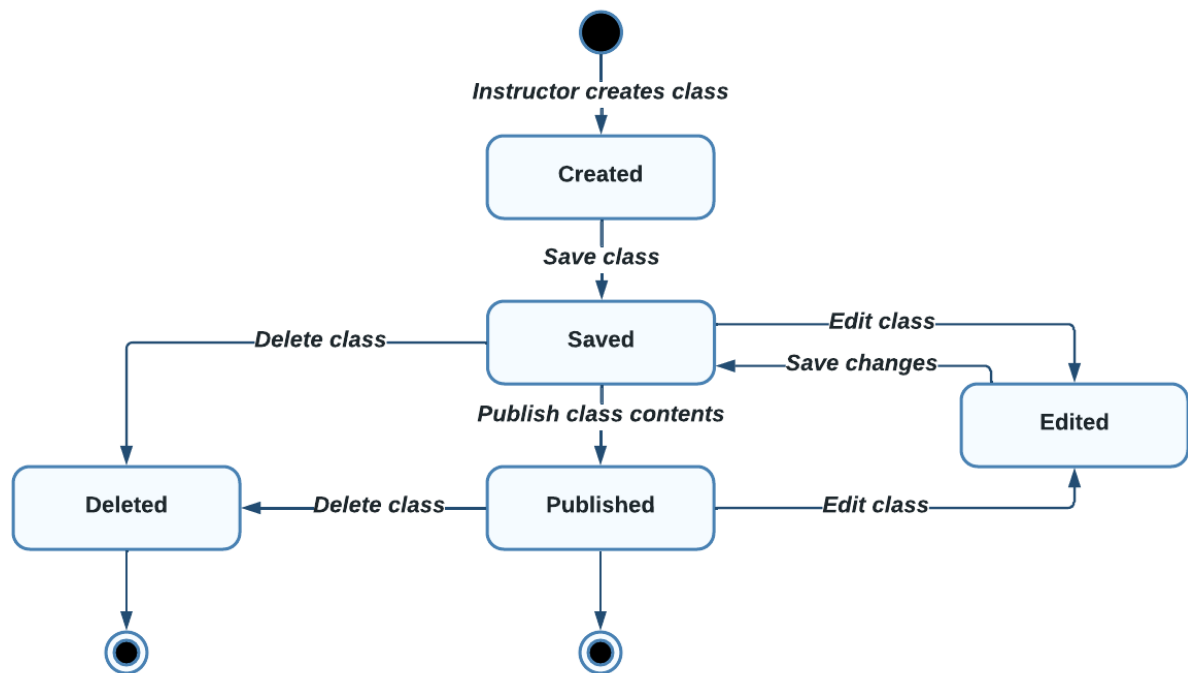 Instructor creates class
Created
Save class
Saved
Edit class
Delete class
Save changes
Publish class contents
Edited
Deleted
Delete class
Published
Edit class